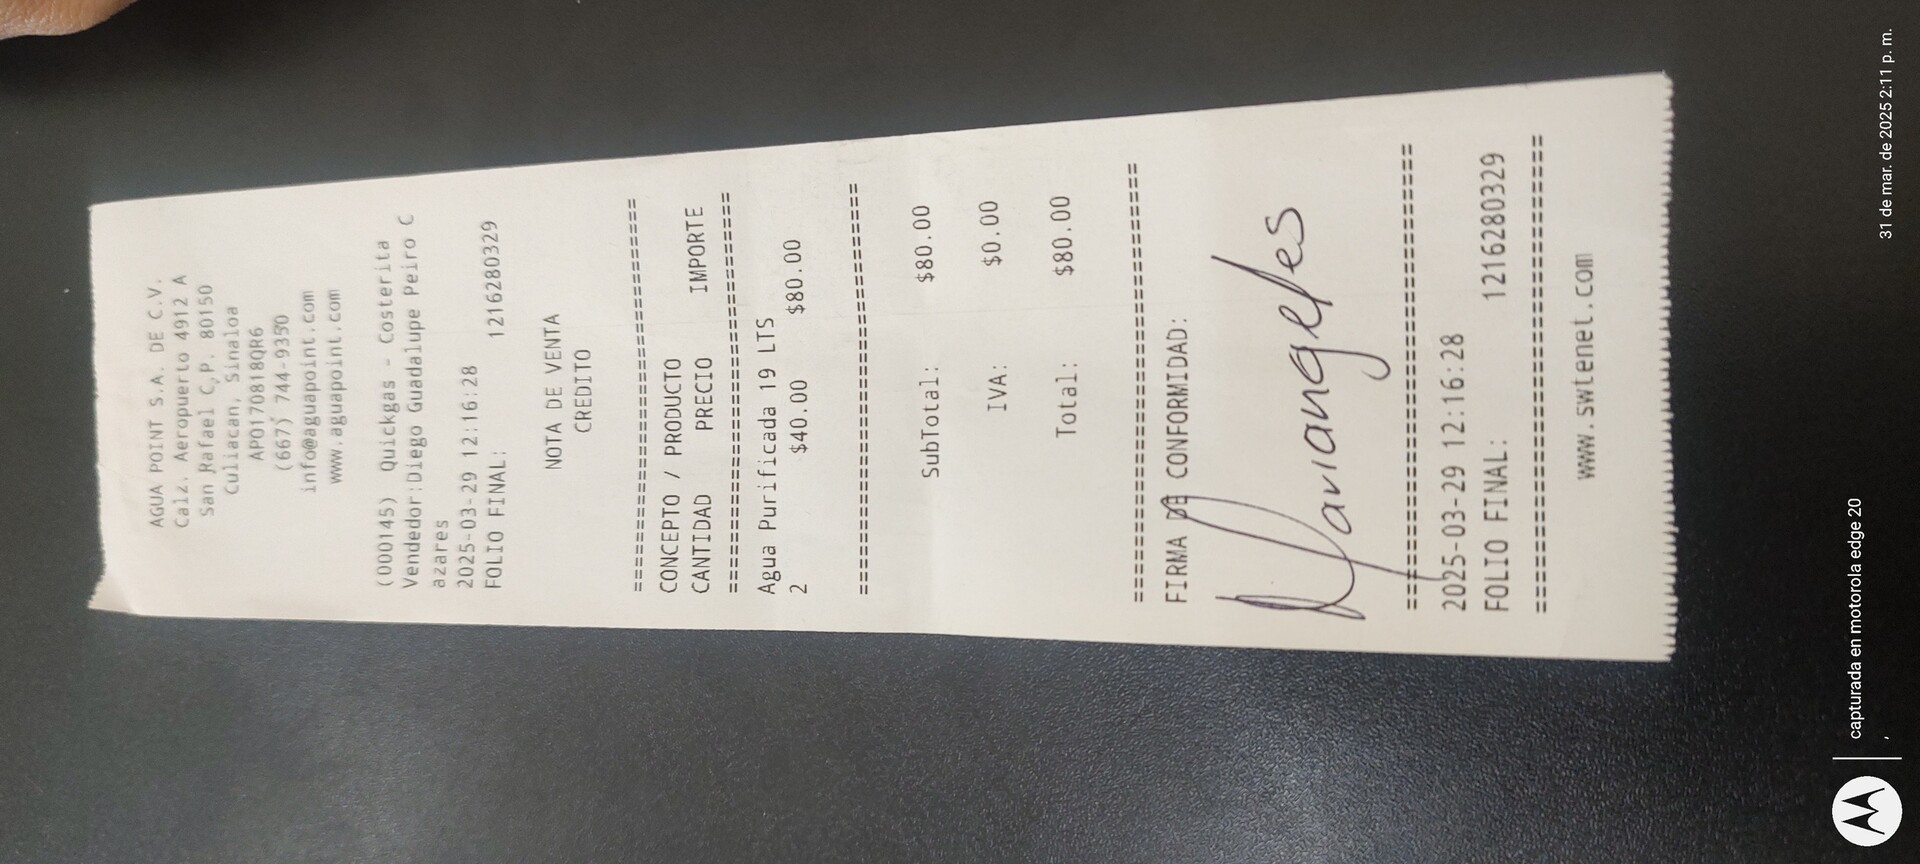 AGUA POINT S.A. DE C.V.
Calz. Aeropuerto 4912 A
San Rafael C.P. 80150
Culiacan, Sinaloa
APO170818QR6
(667) 744-9330
info@aguapoint.com
www.aguapoint.com
(000145) Quickgas - Costerita
Vendedor:Diego Guadalupe Peiro C
azares
2025-03-29 12:16:28
FOLIO FINAL: 1216280329
NOTA DE VENTA
CREDITO
================================
CONCEPTO / PRODUCTO
CANTIDAD PRECIO IMPORTE
================================
Agua Purificada 19 LTS
2 $40.00 $80.00
================================
SubTotal: $80.00
IVA: $0.00
Total: $80.00
================================
FIRMA DE CONFORMIDAD:
================================
2025-03-29 12:16:28
FOLIO FINAL: 1216280329
================================
www.swtenet.com
capturada en motorola edge 20
,
31 de mar. de 2025 2:11 p. m.